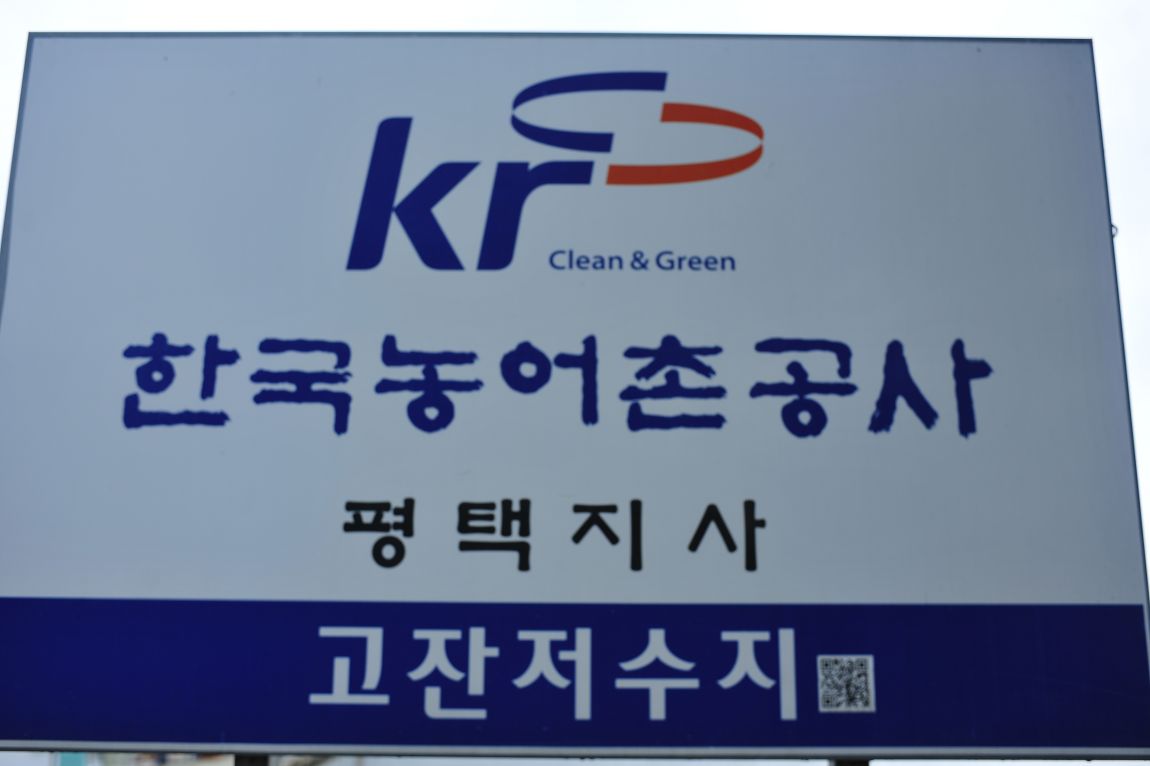 kr
Clean & Green
한국농어촌공사
평택지사
고잔저수지